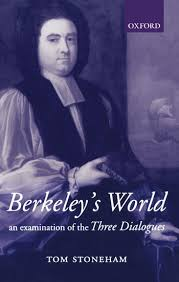 OXFORD
Berkeley's World
an examination of the Three Dialogues
TOM STONEHAM